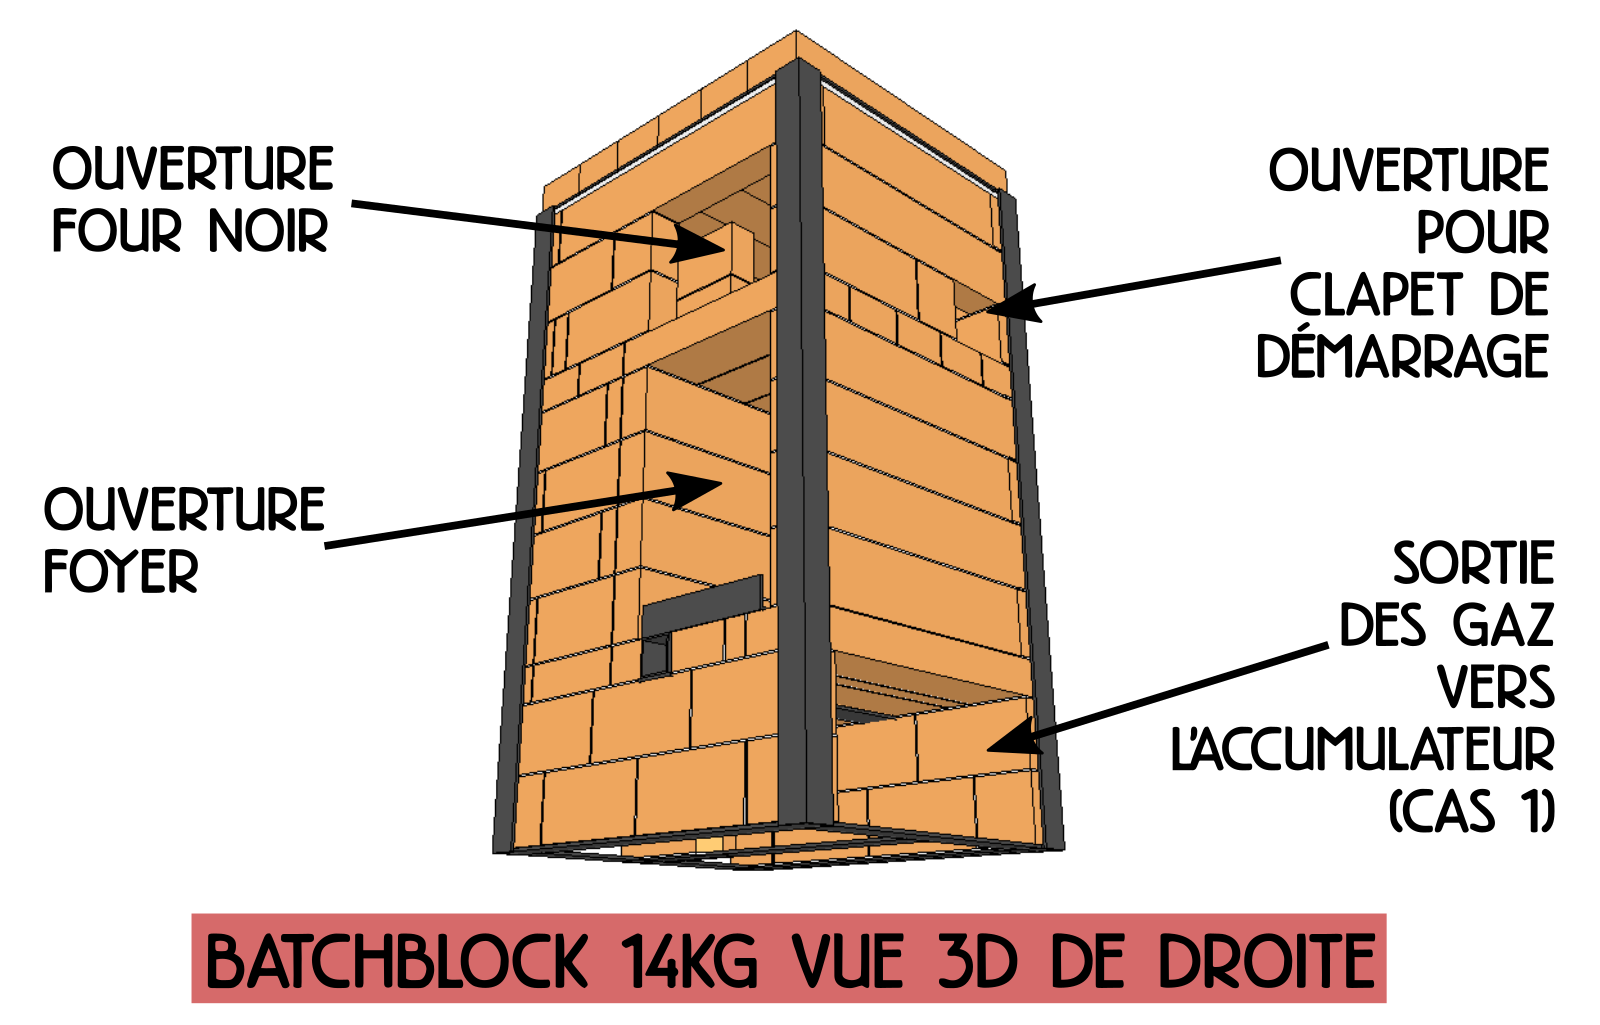 OUVERTURE
FOUR NOIR
OUVERTURE
POUR
CLAPET DE
DÉMARRAGE
OUVERTURE
FOYER
SORTIE
DES GAZ
VERS
L'ACCUMULATEUR
(CAS 1)
BATCHBLOCK 14KG VUE 3D DE DROITE